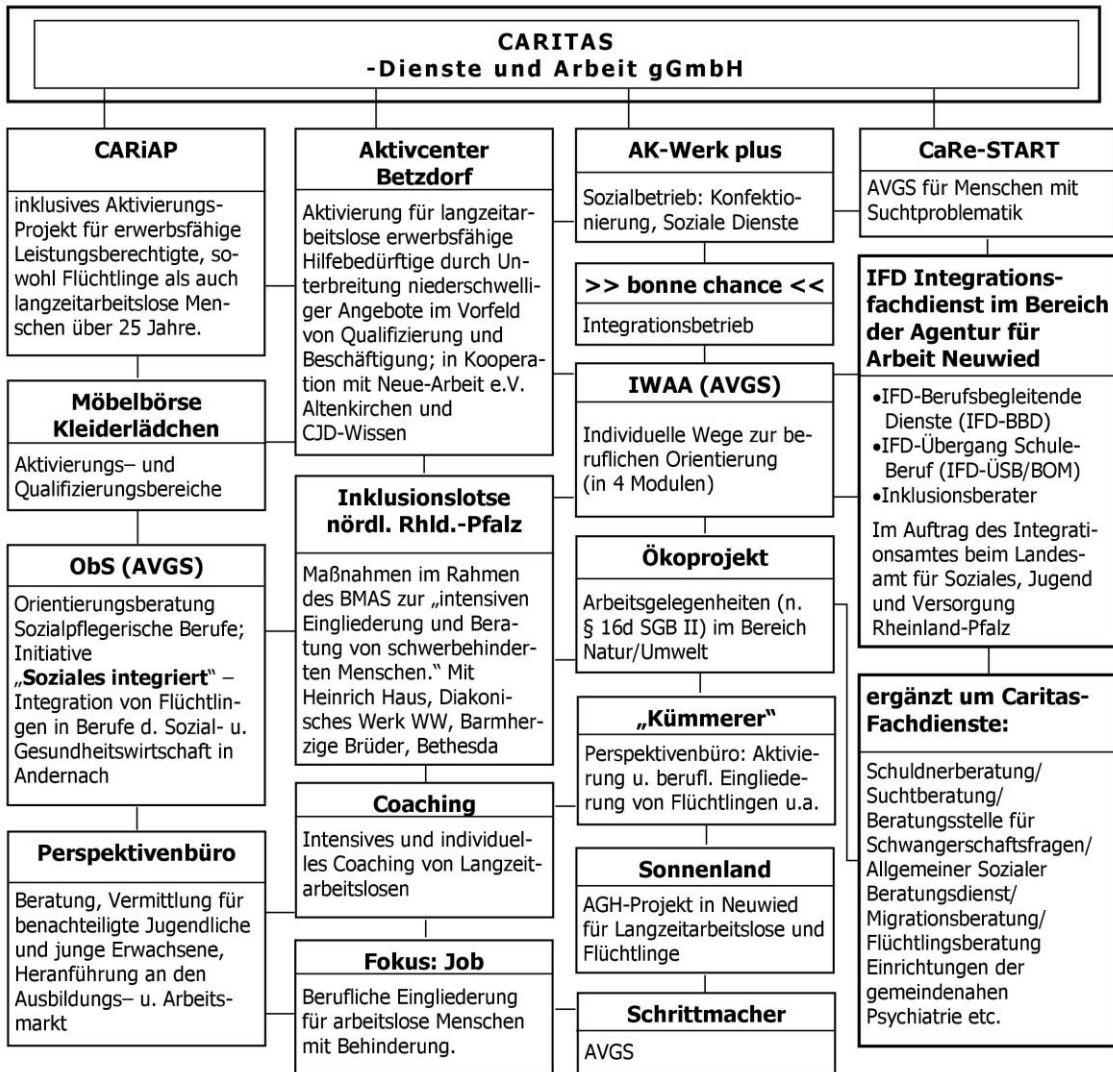 CARITAS
-Dienste und Arbeit gGmbH
CARiAP
inklusives Aktivierungs-
Projekt für erwerbsfähige
Leistungsberechtigte, so-
wohl Flüchtlinge als auch
langzeitarbeitslose Men-
schen über 25 Jahre.
Möbelbörse
Kleiderlädchen
Aktivierungs– und
Qualifizierungsbereiche
ObS (AVGS)
Orientierungsberatung
Sozialpflegerische Berufe;
Initiative
„Soziales integriert“ –
Integration von Flüchtlin-
gen in Berufe d. Sozial- u.
Gesundheitswirtschaft in
Andernach
Perspektivenbüro
Beratung, Vermittlung für
benachteiligte Jugendliche
und junge Erwachsene,
Heranführung an den
Ausbildungs– u. Arbeits-
markt
Aktivcenter
Betzdorf
Aktivierung für langzeitar-
beitslose erwerbsfähige
Hilfebedürftige durch Un-
terbreitung niederschwelli-
ger Angebote im Vorfeld
von Qualifizierung und
Beschäftigung; in Koopera-
tion mit Neue-Arbeit e.V.
Altenkirchen und
CJD-Wissen
Inklusionslotse
nördl. Rhld.-Pfalz
Maßnahmen im Rahmen
des BMAS zur „intensiven
Eingliederung und Bera-
tung von schwerbehinder-
ten Menschen.“ Mit
Heinrich Haus, Diakoni-
sches Werk WW, Barmher-
zige Brüder, Bethesda
Coaching
Intensives und individuel-
les Coaching von Langzeit-
arbeitslosen
Fokus: Job
Berufliche Eingliederung
für arbeitslose Menschen
mit Behinderung.
AK-Werk plus
Sozialbetrieb: Konfektio-
nierung, Soziale Dienste
>> bonne chance <<
Integrationsbetrieb
IWAA (AVGS)
Individuelle Wege zur be-
ruflichen Orientierung
(in 4 Modulen)
Ökoprojekt
Arbeitsgelegenheiten (n.
§ 16d SGB II) im Bereich
Natur/Umwelt
„Kümmerer“
Perspektivenbüro: Aktivie-
rung u. berufl. Eingliede-
rung von Flüchtlingen u.a.
Sonnenland
AGH-Projekt in Neuwied
für Langzeitarbeitslose und
Flüchtlinge
Schrittmacher
AVGS
CaRe-START
AVGS für Menschen mit
Suchtproblematik
IFD Integrations-
fachdienst im Bereich
der Agentur für
Arbeit Neuwied
•IFD-Berufsbegleitende
Dienste (IFD-BBD)
•IFD-Übergang Schule-
Beruf (IFD-ÜSB/BOM)
•Inklusionsberater
Im Auftrag des Integrati-
onsamtes beim Landes-
amt für Soziales, Jugend
und Versorgung
Rheinland-Pfalz
ergänzt um Caritas-
Fachdienste:
Schuldnerberatung/
Suchtberatung/
Beratungsstelle für
Schwangerschaftsfragen/
Allgemeiner Sozialer
Beratungsdienst/
Migrationsberatung/
Flüchtlingsberatung
Einrichtungen der
gemeindenahen
Psychiatrie etc.